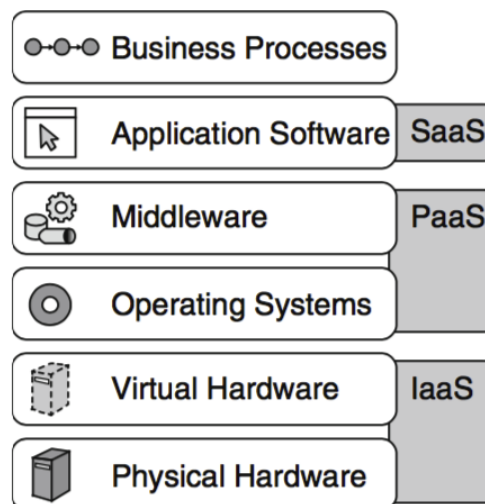 Business Processes
Application Software SaaS
Middleware PaaS
Operating Systems
Virtual Hardware IaaS
Physical Hardware